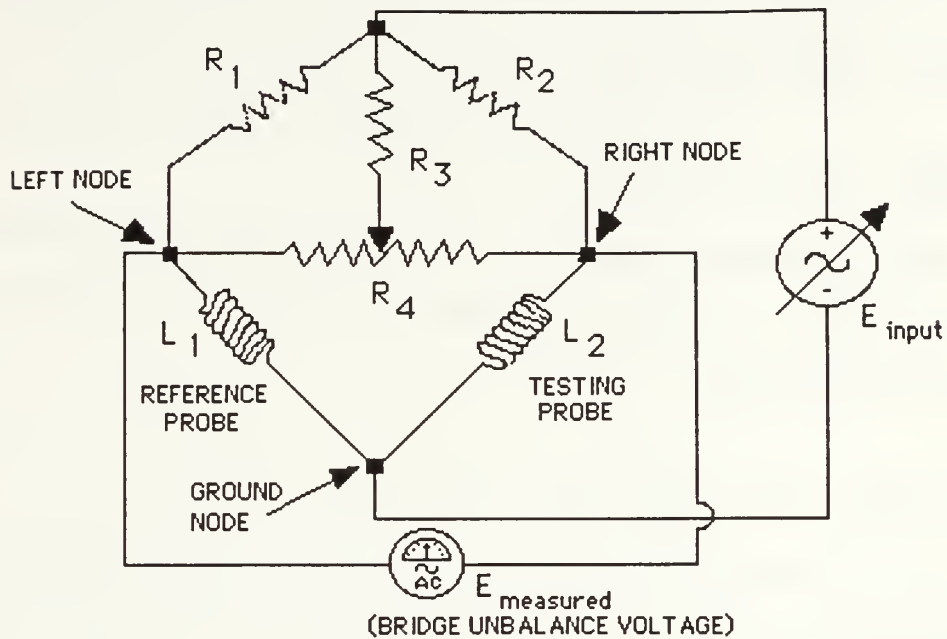 R1
R2
R3
LEFT NODE
RIGHT NODE
+
-
R4
E input
L1
L2
REFERENCE
PROBE
TESTING
PROBE
GROUND
NODE
AC
E measured
(BRIDGE UNBALANCE VOLTAGE)